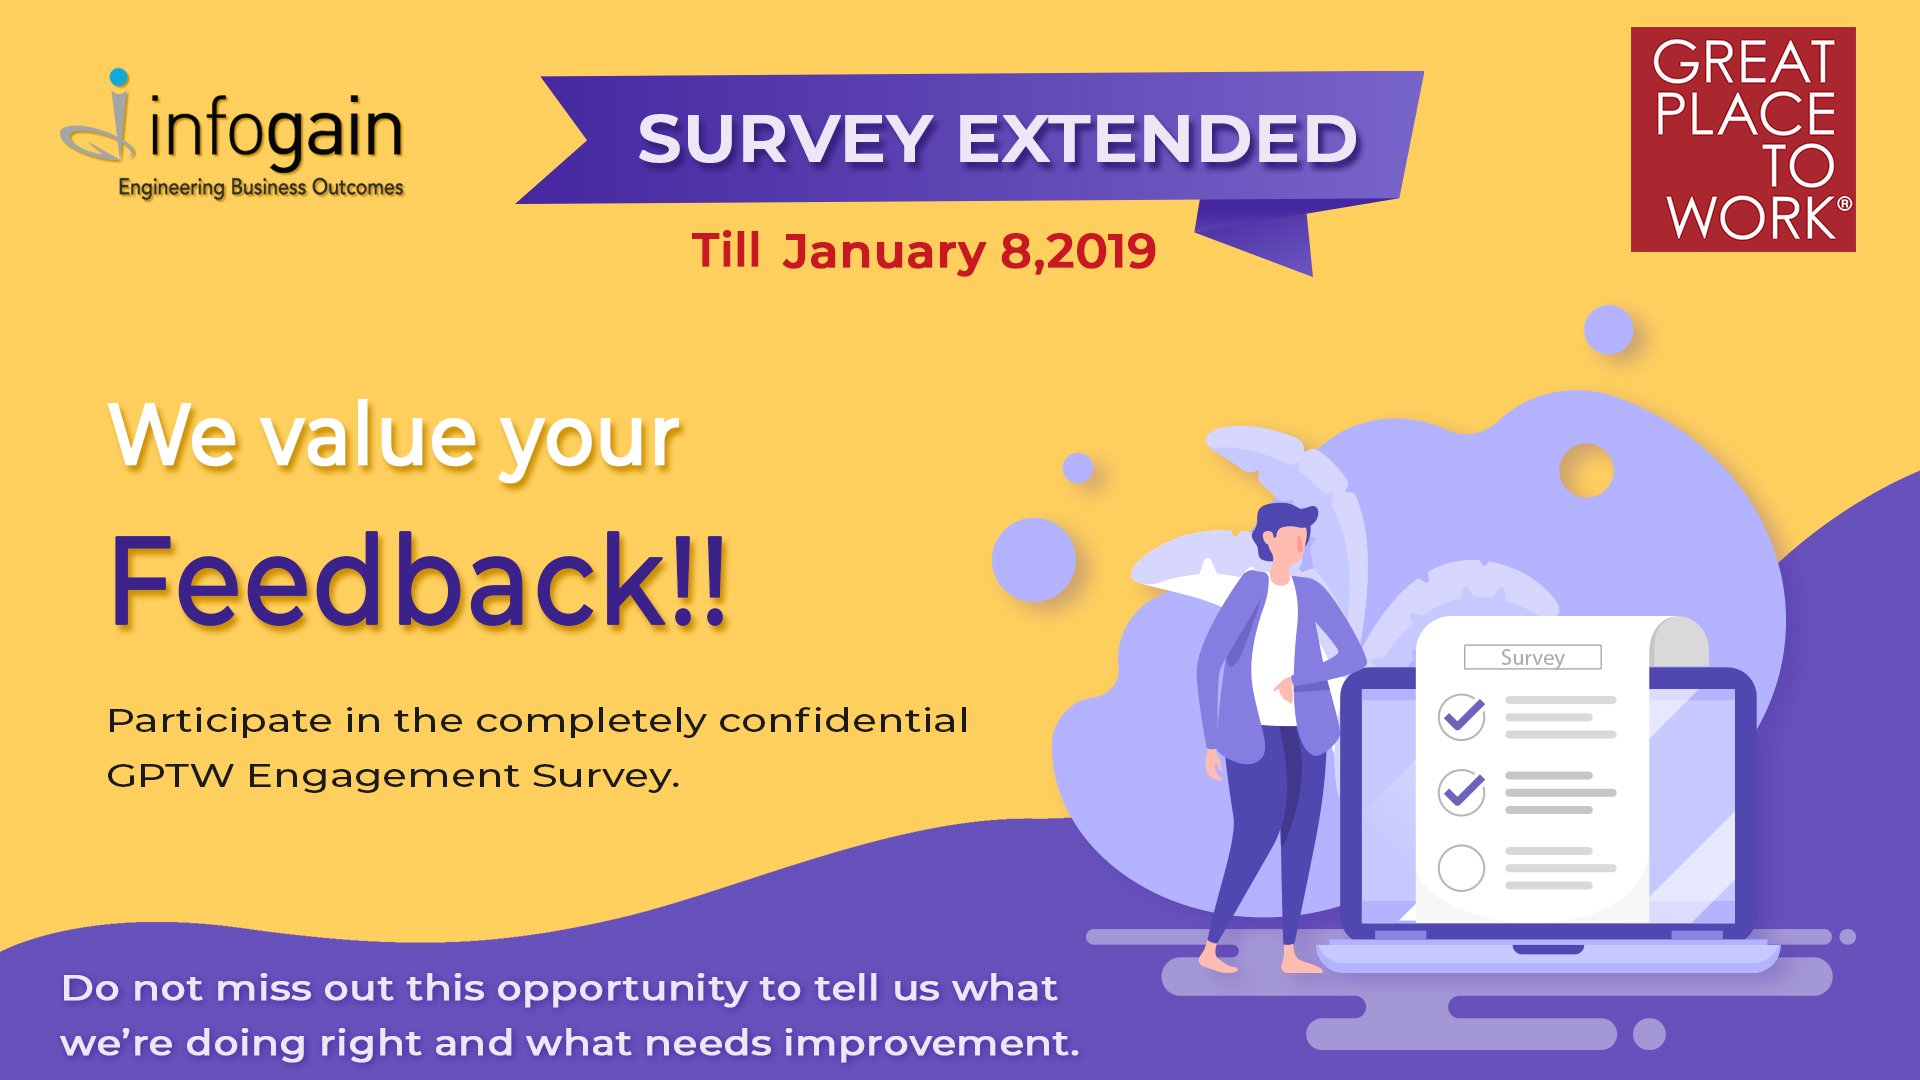 infogain
Engineering Business Outcomes
SURVEY EXTENDED
Till January 8,2019
GREAT
PLACE
TO
WORK®
We value your
Feedback!!
Participate in the completely confidential
GPTW Engagement Survey.
Survey
Do not miss out this opportunity to tell us what
we’re doing right and what needs improvement.